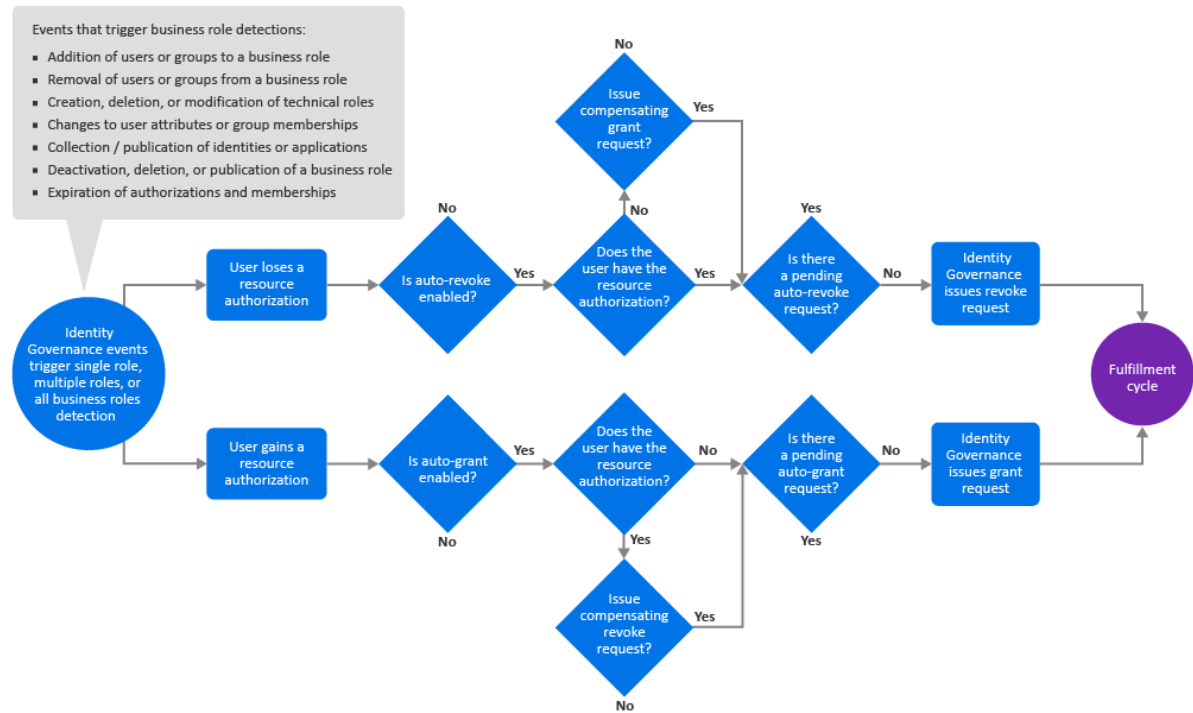 Events that trigger business role detections:
▪ Addition of users or groups to a business role
▪ Removal of users or groups from a business role
▪ Creation, deletion, or modification of technical roles
▪ Changes to user attributes or group memberships
▪ Collection / publication of identities or applications
▪ Deactivation, deletion, or publication of a business role
▪ Expiration of authorizations and memberships
Identity
Governance events
trigger single role,
multiple roles, or
all business roles
detection
User loses a
resource
authorization
No
Is auto-revoke
enabled?
Yes
Does the
user have the
resource
authorization?
No
Issue
compensating
grant
request?
No
Yes
Yes
Yes
Is there
a pending
auto-revoke
request?
No
Identity
Governance
issues revoke
request
User gains a
resource
authorization
Is auto-grant
enabled?
No
Yes
Does the
user have the
resource
authorization?
Yes
Issue
compensating
revoke
request?
No
Yes
No
Is there
a pending
auto-grant
request?
Yes
No
Identity
Governance
issues grant
request
Fulfillment
cycle